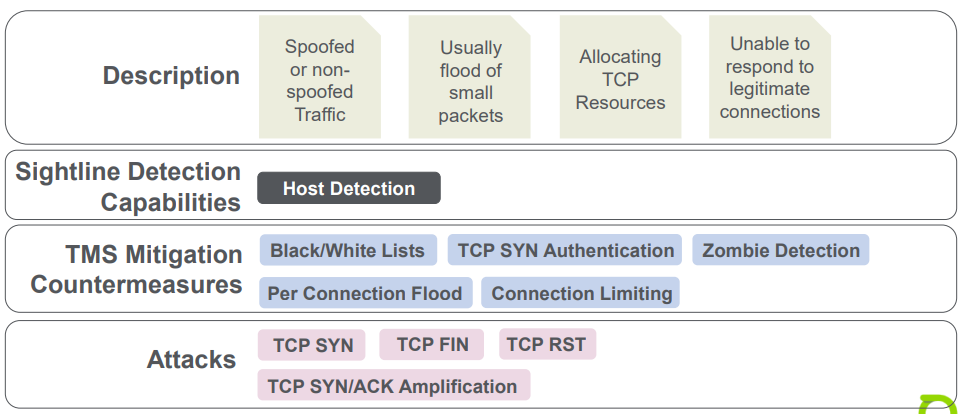 Description
Spoofed
or non-
spoofed
Traffic
Usually
flood of
small
packets
Allocating
TCP
Resources
Unable to
respond to
legitimate
connections
Sightline Detection
Capabilities
Host Detection
TMS Mitigation
Countermeasures
Black/White Lists
TCP SYN Authentication
Zombie Detection
Per Connection Flood
Connection Limiting
Attacks
TCP SYN
TCP FIN
TCP RST
TCP SYN/ACK Amplification